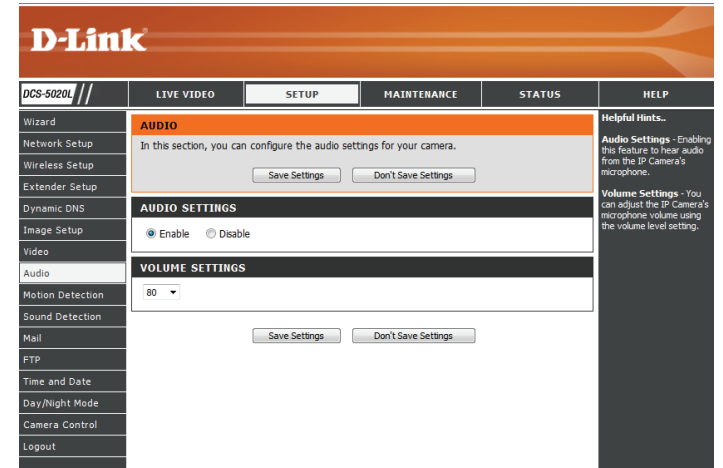 D-Link
DCS-5020L //
LIVE VIDEO
SETUP
MAINTENANCE
STATUS
HELP
Wizard
Network Setup
Wireless Setup
Extender Setup
Dynamic DNS
Image Setup
Video
Audio
Motion Detection
Sound Detection
Mail
FTP
Time and Date
Day/Night Mode
Camera Control
Logout
AUDIO
In this section, you can configure the audio settings for your camera.
Save Settings
Don't Save Settings
AUDIO SETTINGS
Enable
Disable
VOLUME SETTINGS
80
Save Settings
Don't Save Settings
Helpful Hints..
Audio Settings - Enabling
this feature to hear audio
from the IP Camera's
microphone.
Volume Settings - You
can adjust the IP Camera's
microphone volume using
the volume level setting.